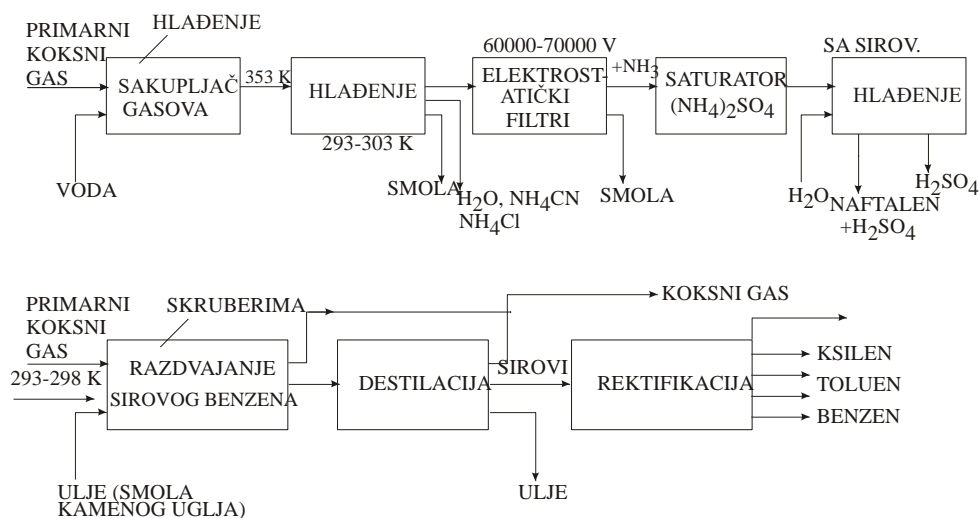 HLAĐENJE
PRIMARNI
KOKSNI
GAS
SAKUPLJAČ
GASOVA
VODA
353 K
HLAĐENJE
293-303 K
SMOLA
H2O, NH4CN
NH4Cl
60000-70000 V
ELEKTROST-
ATIČKI
FILTRI
+NH3
SMOLA
SATURATOR
(NH4)2SO4
SA SIROV.
HLAĐENJE
H2O
NAFTALEN
+H2SO4
H2SO4
PRIMARNI
KOKSNI
GAS
293-298 K
SKRUBERIMA
RAZDVAJANJE
SIROVOG BENZENA
ULJE (SMOLA
KAMENOG UGLJA)
DESTILACIJA
KOKSNI GAS
SIROVI
ULJE
REKTIFIKACIJA
KSILEN
TOLUEN
BENZEN